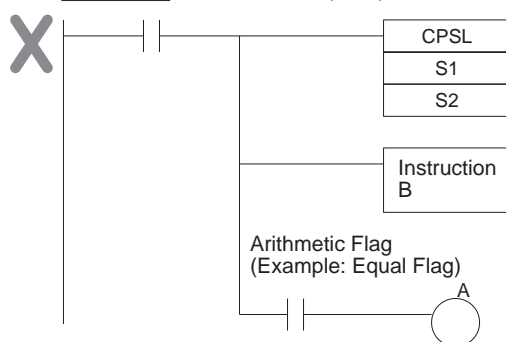 CPSL
S1
S2
Instruction
B
Arithmetic Flag
(Example: Equal Flag)
A